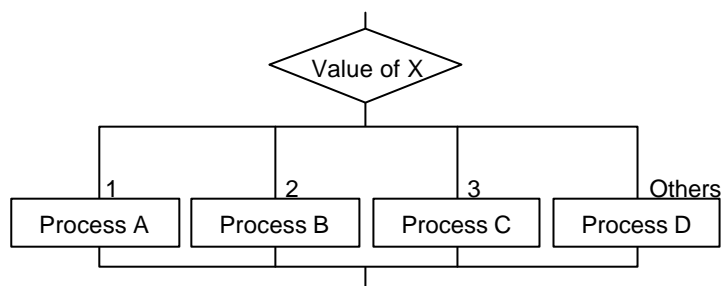 Value of X
1 2 3 Others
Process A Process B Process C Process D